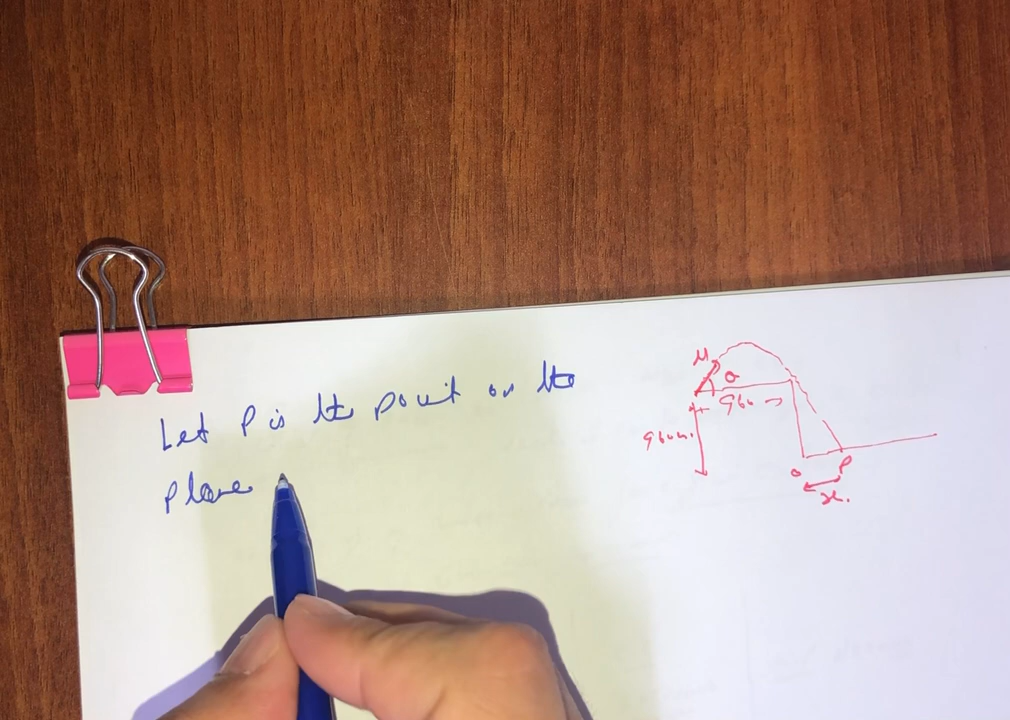 Let P is the point on the
plane
u
θ
960
960m.
o P
x.